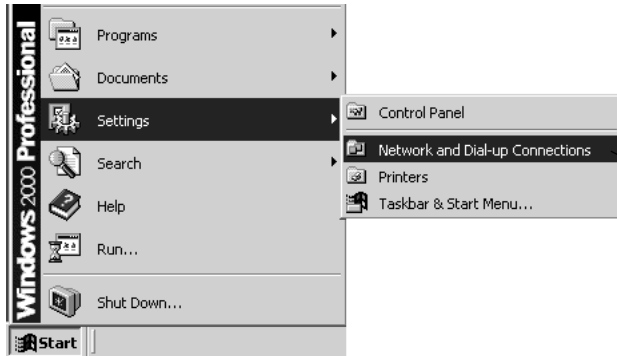 Windows 2000 Professional
Programs
Documents
Settings
Search
Help
Run...
Shut Down...
Control Panel
Network and Dial-up Connections
Printers
Taskbar & Start Menu...
Start